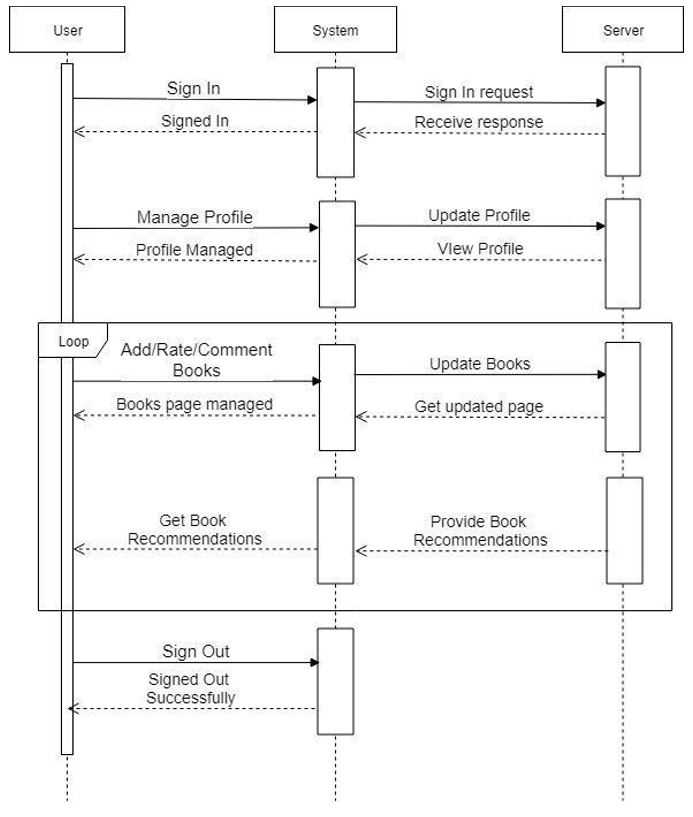 User
System
Server
Sign In
Sign In request
Signed In
Receive response
Manage Profile
Update Profile
Profile Managed
VIew Profile
Loop
Add/Rate/Comment
Books
Update Books
Books page managed
Get updated page
Get Book
Recommendations
Provide Book
Recommendations
Sign Out
Signed Out
Successfully